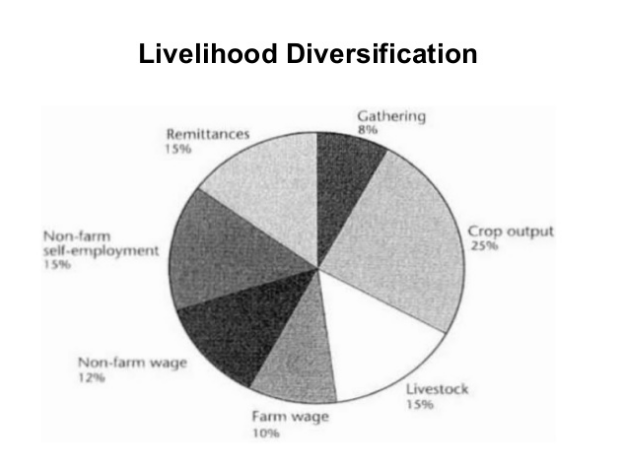 Livelihood Diversification
Gathering
8%
Remittances
15%
Crop output
25%
Non-farm
self-employment
15%
Non-farm wage
12%
Livestock
15%
Farm wage
10%